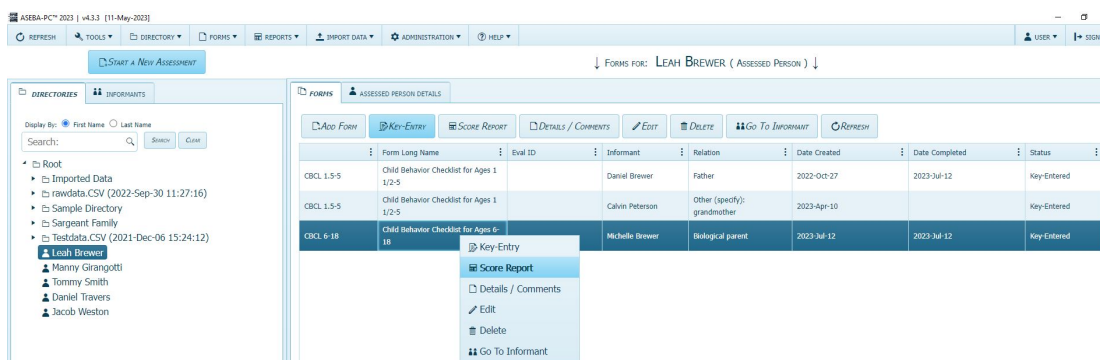 ASEBA-PC™ 2023 | v4.3.3 [11-May-2023]
REFRESH TOOLS ▼ DIRECTORY ▼ FORMS ▼ REPORTS ▼ IMPORT DATA ▼ ADMINISTRATION ▼ HELP ▼ USER ▼ SIGN
START A NEW ASSESSMENT
↓ FORMS FOR: LEAH BREWER ( ASSESSED PERSON ) ↓
DIRECTORIES INFORMANTS
FORMS ASSESSED PERSON DETAILS
Display By: First Name Last Name
Search: SEARCH CLEAR
ADD FORM KEY-ENTRY SCORE REPORT DETAILS / COMMENTS EDIT DELETE GO TO INFORMANT REFRESH
Root
Imported Data
rawdata.CSV (2022-Sep-30 11:27:16)
Sample Directory
Sargeant Family
Testdata.CSV (2021-Dec-06 15:24:12)
Leah Brewer
Manny Girangotti
Tommy Smith
Daniel Travers
Jacob Weston
Form Long Name Eval ID Informant Relation Date Created Date Completed Status
CBCL 1.5-5 Child Behavior Checklist for Ages 1 Daniel Brewer Father 2022-Oct-27 2023-Jul-12 Key-Entered
1/2-5
CBCL 1.5-5 Child Behavior Checklist for Ages 1 Calvin Peterson Other (specify): 2023-Apr-10 Key-Entered
1/2-5 grandmother
CBCL 6-18 Child Behavior Checklist for Ages 6- Michelle Brewer Biological parent 2023-Jul-12 2023-Jul-12 Key-Entered
18
Key-Entry
Score Report
Details / Comments
Edit
Delete
Go To Informant